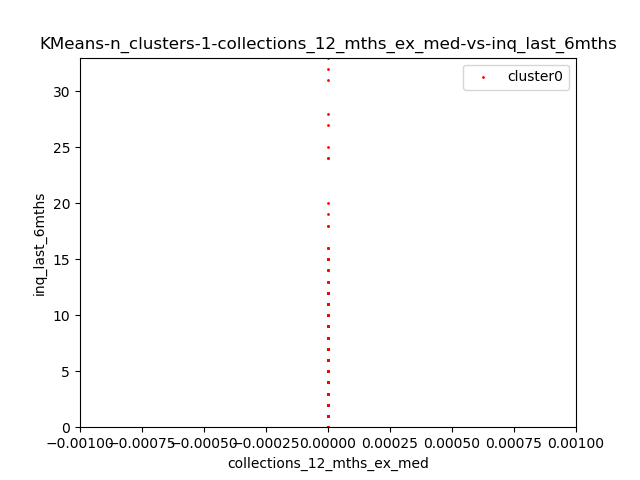 KMeans-n_clusters-1-collections_12_mths_ex_med-vs-inq_last_6mths
cluster0
30
25
20
15
10
5
0
inq_last_6mths
−0.00100 −0.00075 −0.00050 −0.00025 0.00000 0.00025 0.00050 0.00075 0.00100
collections_12_mths_ex_med